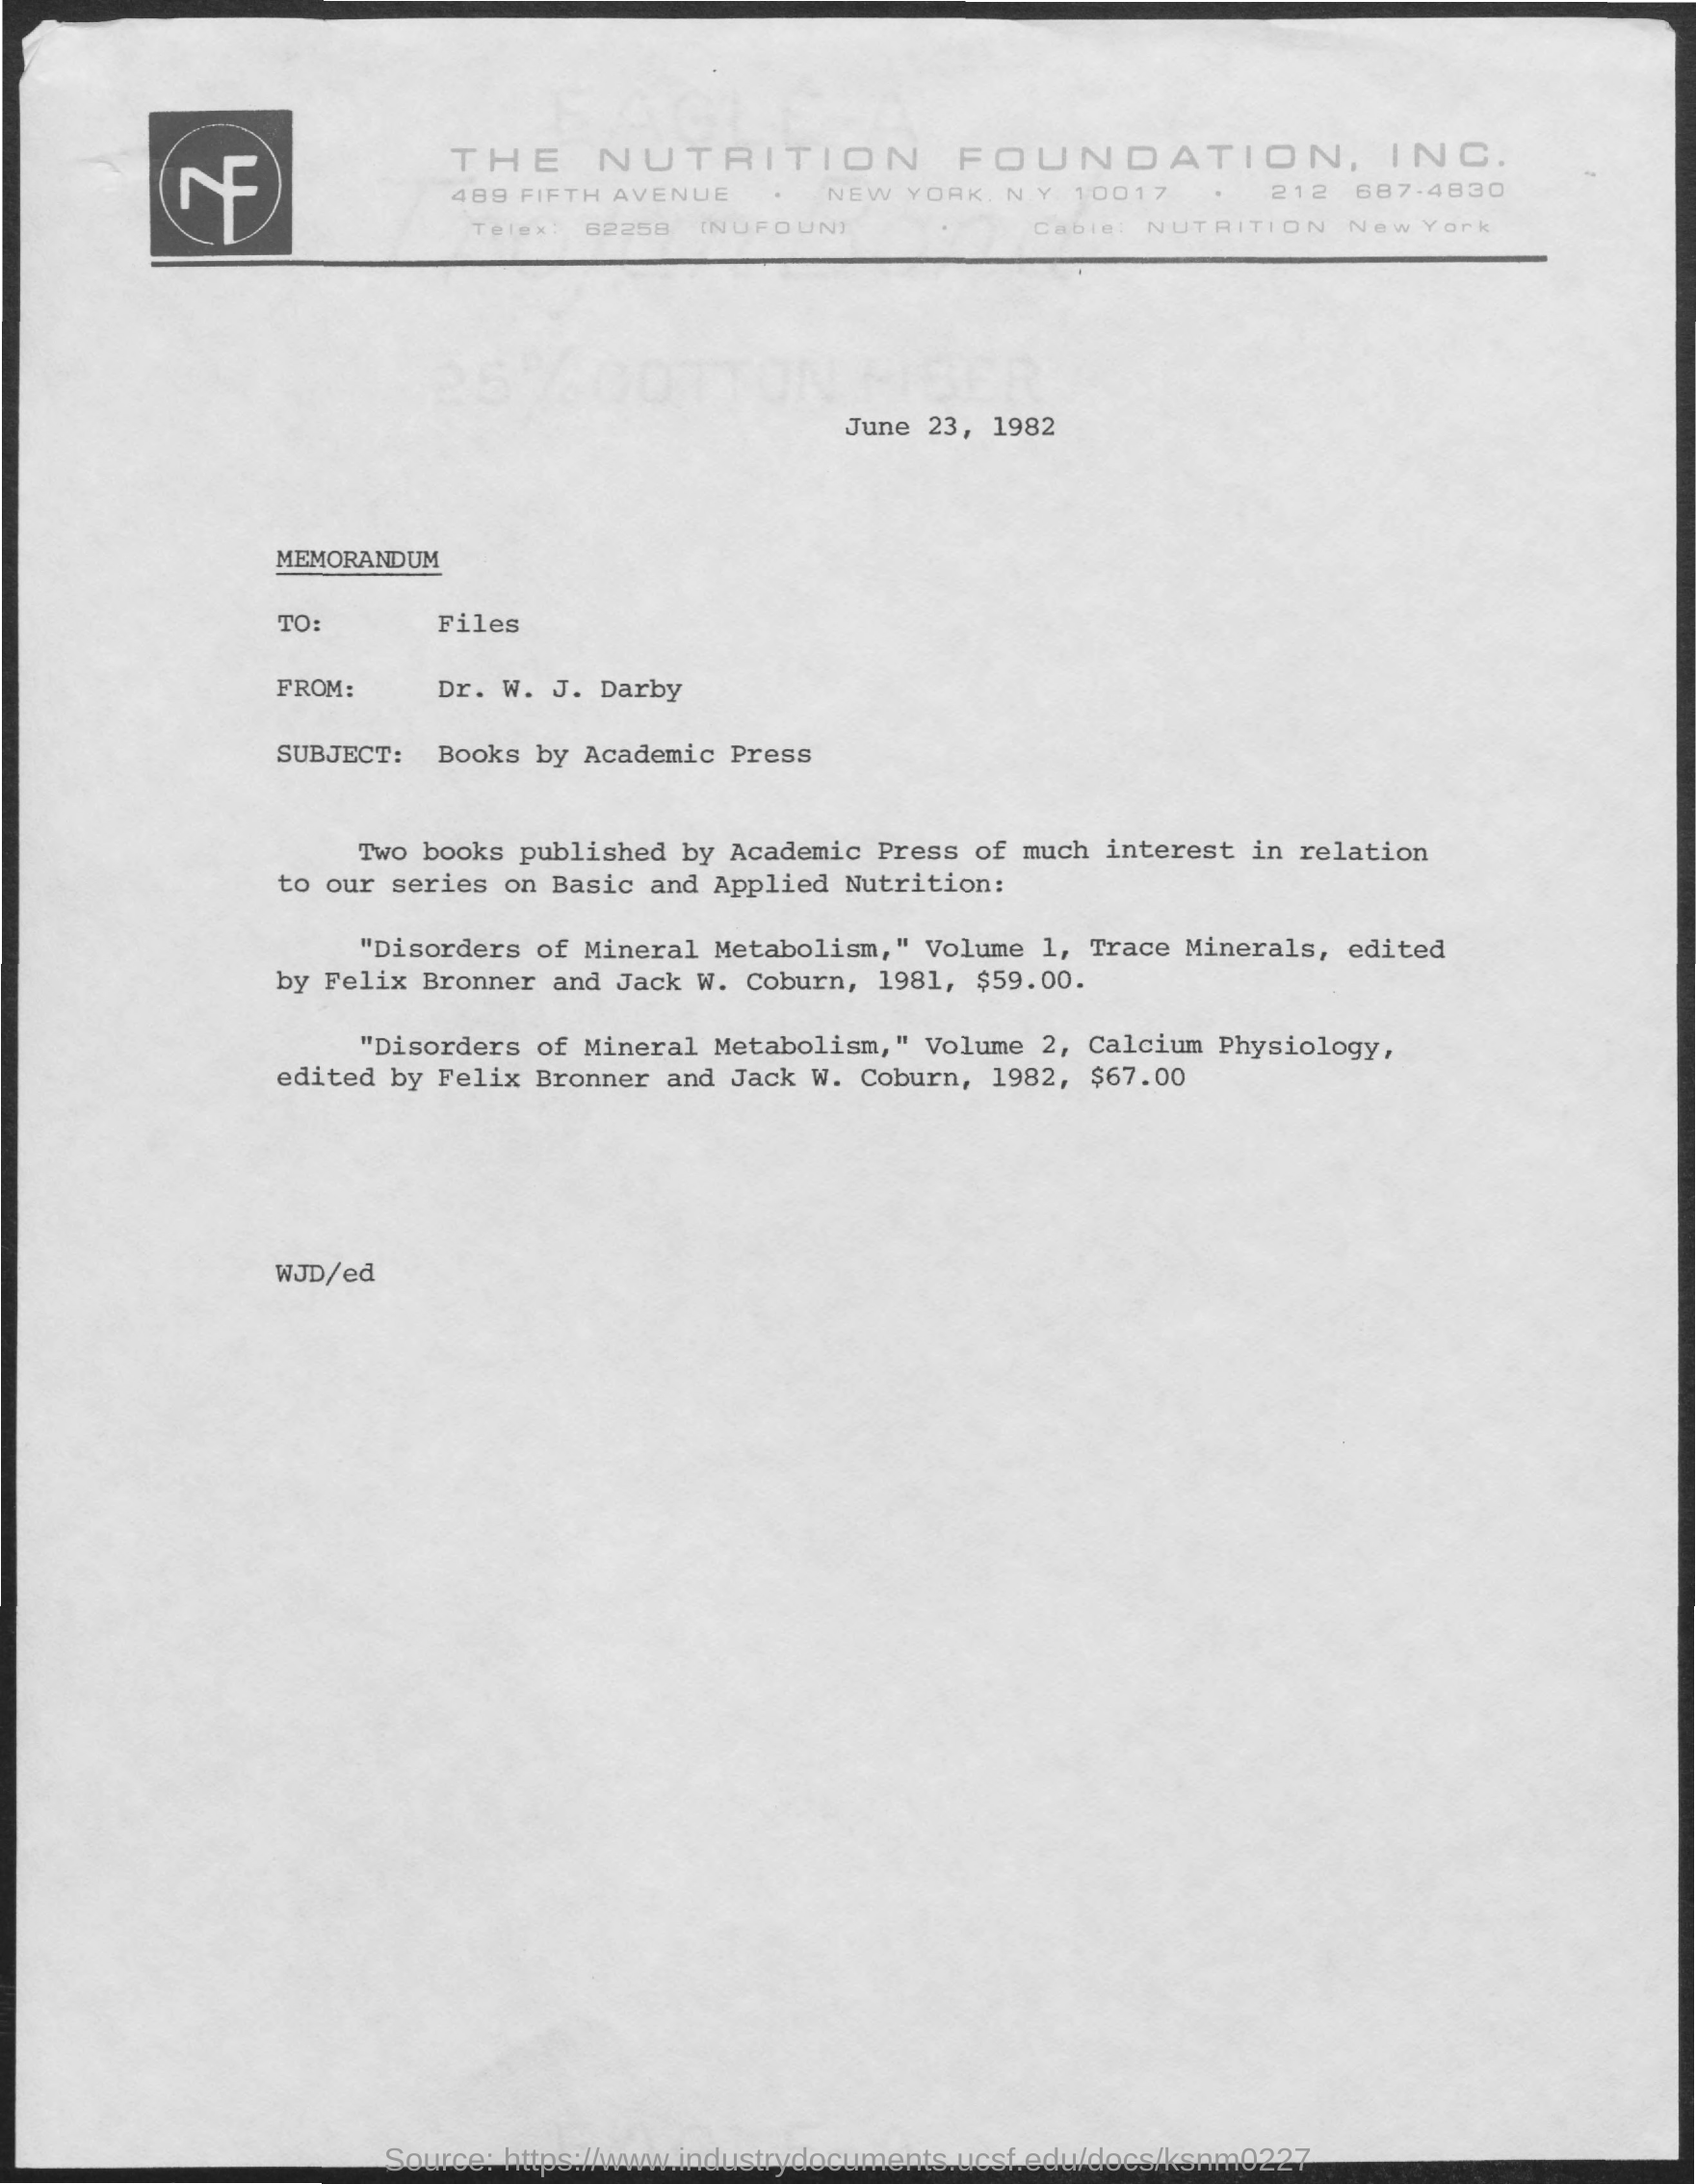 NF
THE NUTRITION FOUNDATION, INC.
489 FIFTH AVENUE • NEW YORK, N Y 10017 • 212 687-4830
Telex: 62258 (NUFOUN) • Cable: NUTRITION New York
25% COTTON FIBER
June 23, 1982
MEMORANDUM
TO: Files
FROM: Dr. W. J. Darby
SUBJECT: Books by Academic Press
Two books published by Academic Press of much interest in relation
to our series on Basic and Applied Nutrition:
"Disorders of Mineral Metabolism," Volume 1, Trace Minerals, edited
by Felix Bronner and Jack W. Coburn, 1981, $59.00.
"Disorders of Mineral Metabolism," Volume 2, Calcium Physiology,
edited by Felix Bronner and Jack W. Coburn, 1982, $67.00
WJD/ed
Source: https://www.industrydocuments.ucsf.edu/docs/ksnm0227